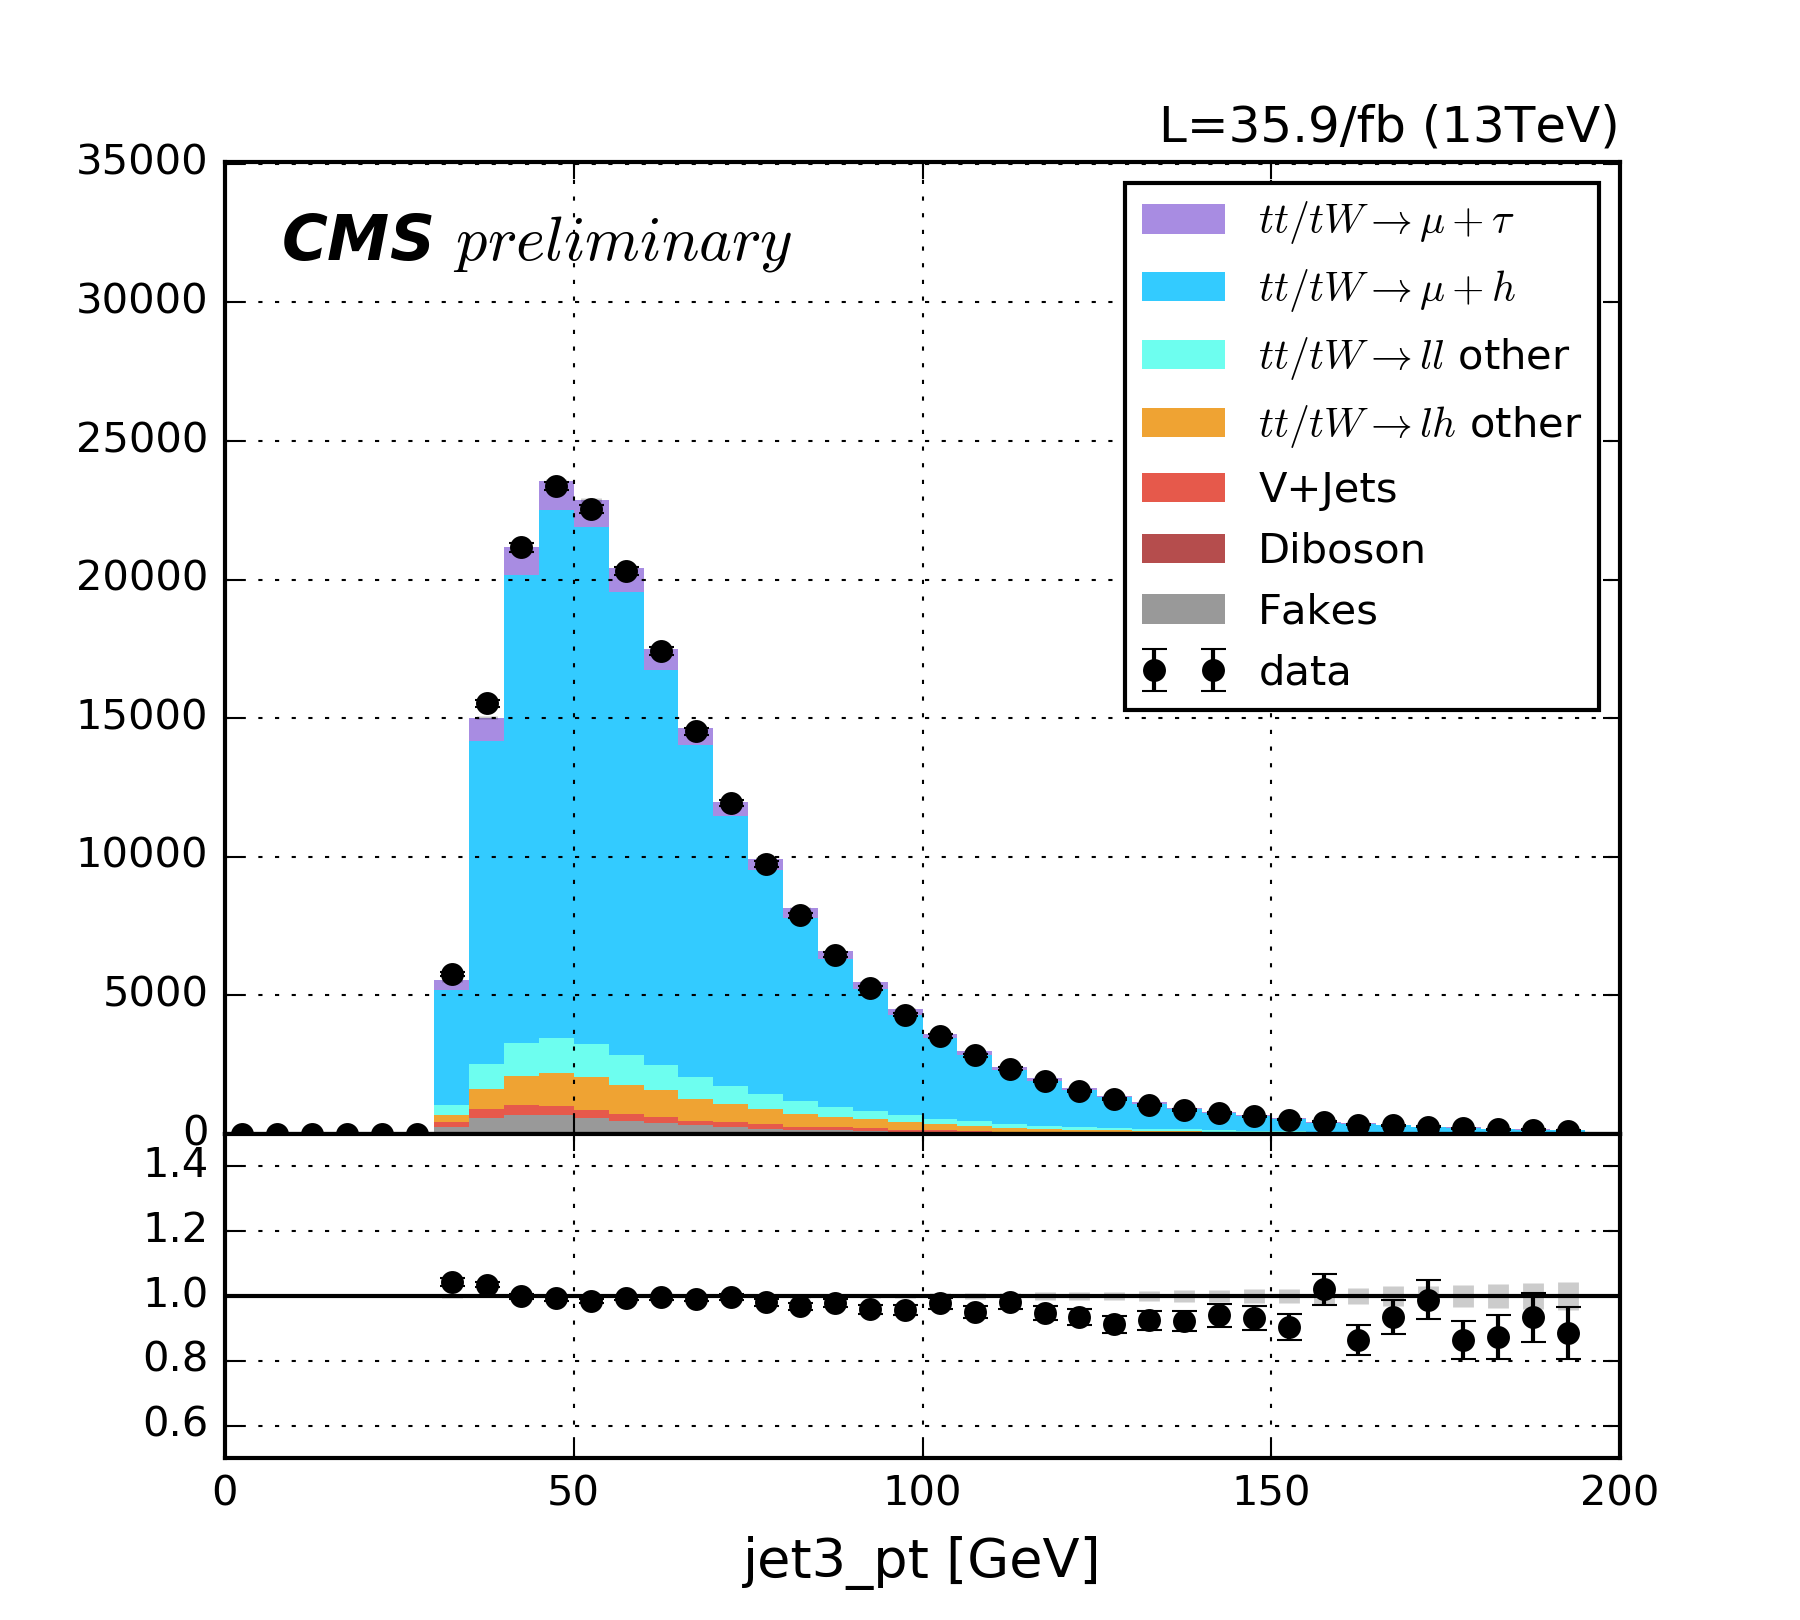 L=35.9/fb (13TeV)
CMS preliminary
35000
30000
25000
20000
15000
10000
5000
0
tt/tW→μ+τ
tt/tW→μ+h
tt/tW→ll other
tt/tW→lh other
V+Jets
Diboson
Fakes
data
1.4
1.2
1.0
0.8
0.6
0 50 100 150 200
jet3_pt [GeV]